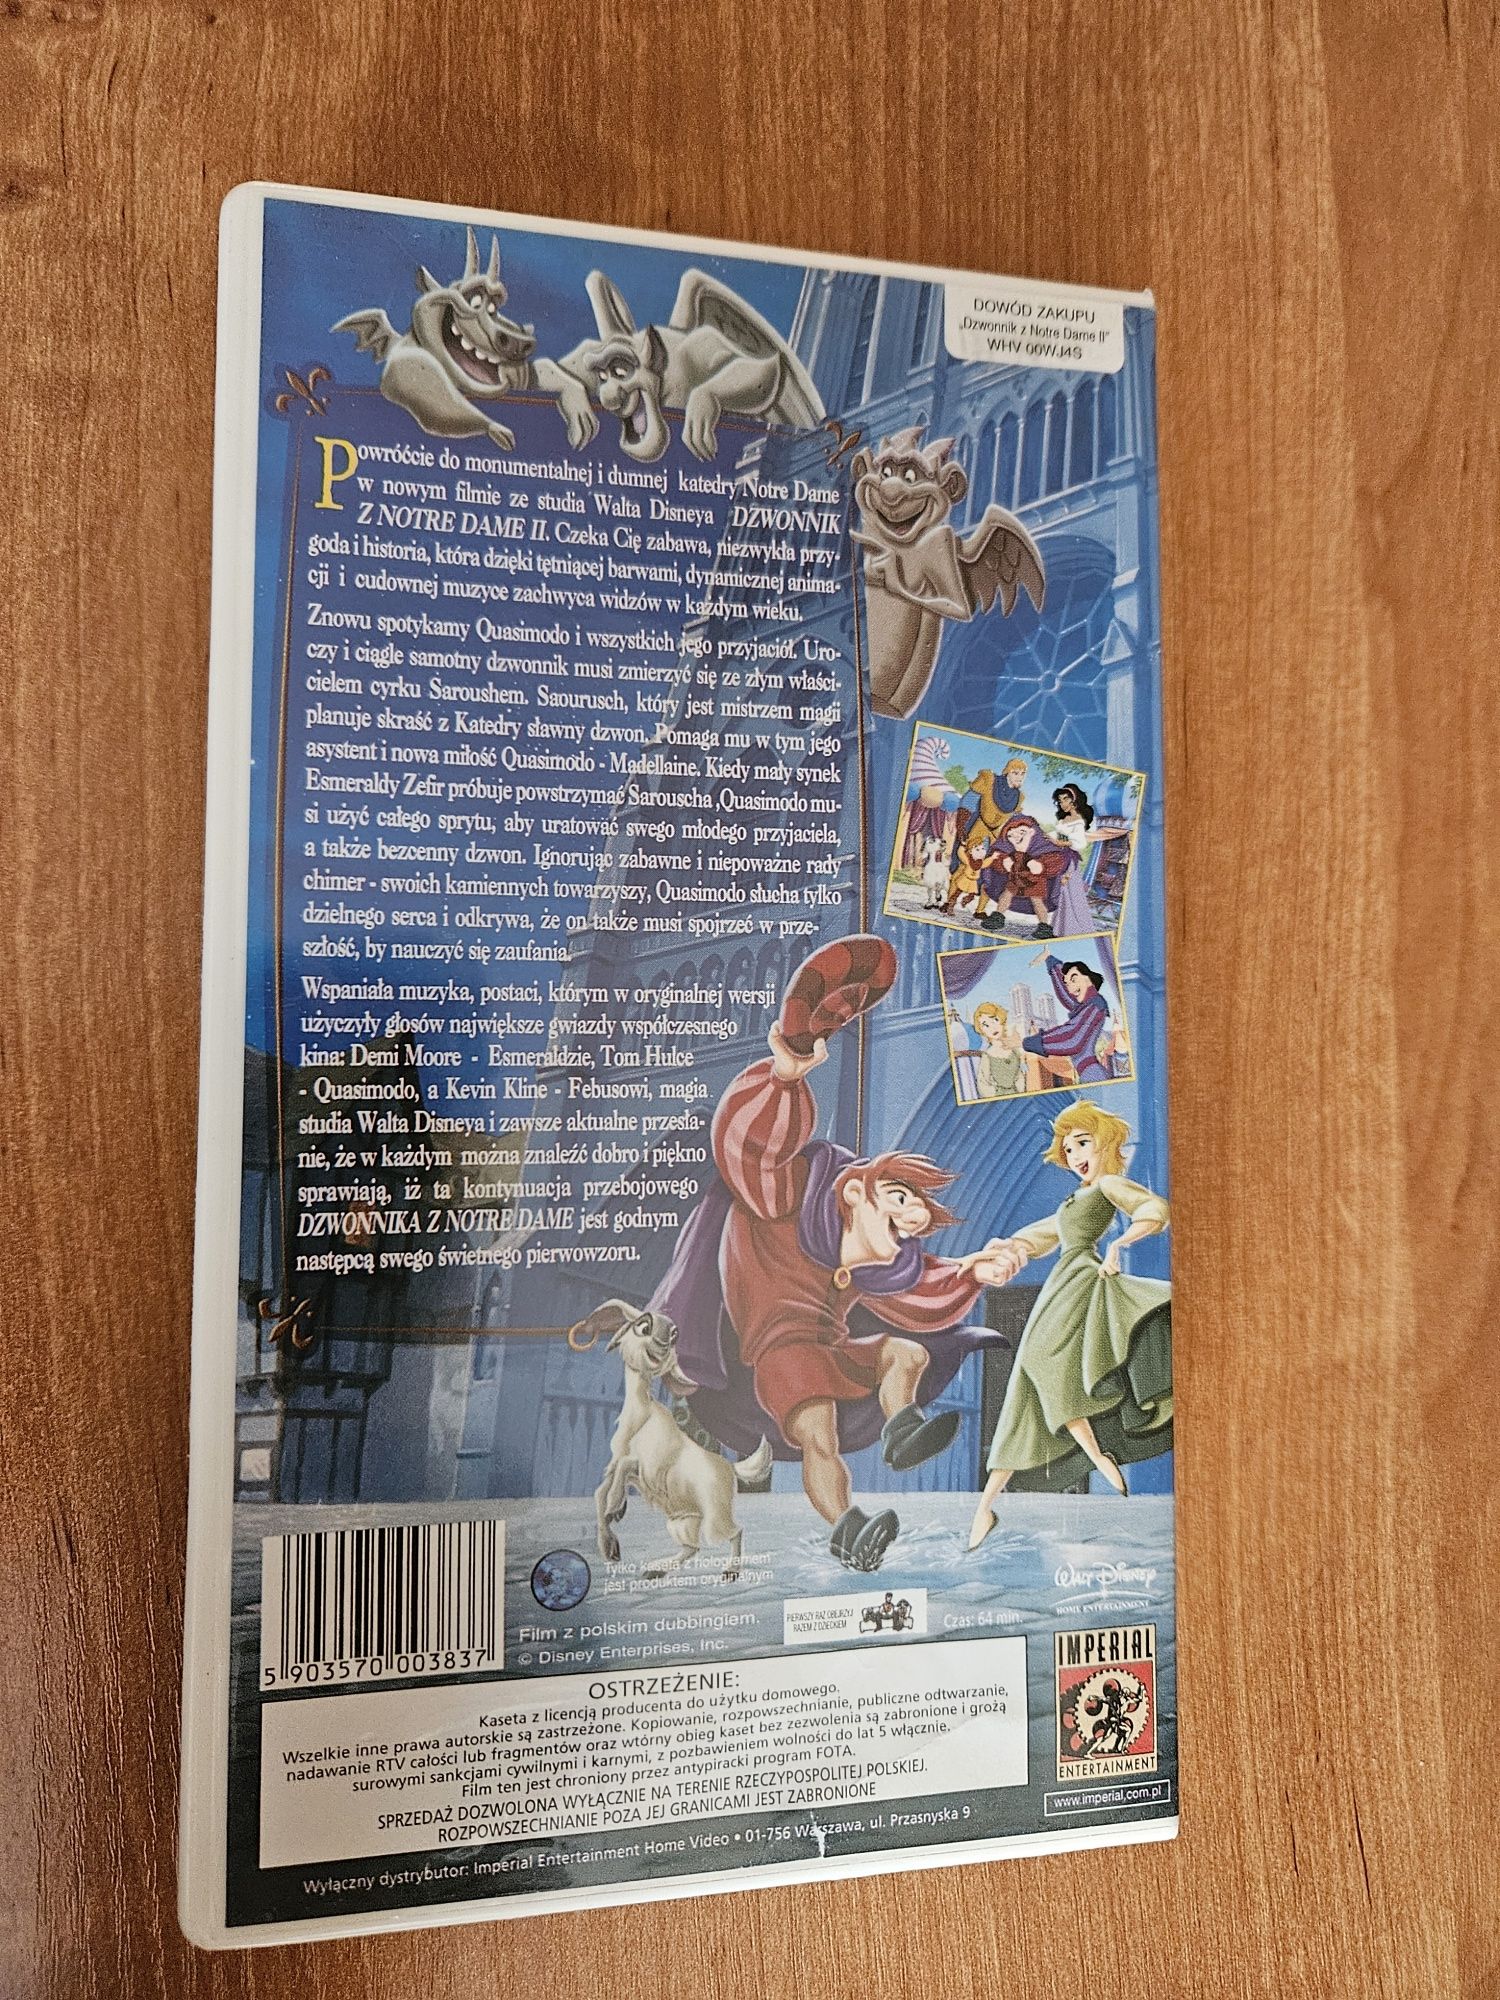 DOWÓD ZAKUPU
„Dzwonnik z Notre Dame II"
WHV 00WJ4S
Powróćcie do monumentalnej i dumnej katedry Notre Dame
w nowym filmie ze studia Walta Disneya DZWONNIK
Z NOTRE DAME II. Czeka Cię zabawa, niezwykła przy-
goda i historia, która dzięki tętniącej barwami, dynamicznej anima-
cji i cudownej muzyce zachwyca widzów w każdym wieku.
Znowu spotykamy Quasimodo i wszystkich jego przyjaciół. Uro-
czy i ciągle samotny dzwonnik musi zmierzyć się ze złym właści-
cielem cyrku Saroushem. Saourusch, który jest mistrzem magii
planuje skraść z Katedry sławny dzwon. Pomaga mu w tym jego
asystent i nowa miłość Quasimodo - Madellaine. Kiedy mały synek
Esmeraldy Zefir próbuje powstrzymać Sarouscha ,Quasimodo mu-
si użyć całego sprytu, aby uratować swego młodego przyjaciela,
a także bezcenny dzwon. Ignorując zabawne i niepoważne rady
chimer - swoich kamiennych towarzyszy, Quasimodo słucha tylko
dzielnego serca i odkrywa, że on także musi spojrzeć w prze-
szłość, by nauczyć się zaufania.
Wspaniała muzyka, postaci, którym w oryginalnej wersji
użyczyły głosów największe gwiazdy współczesnego
kina: Demi Moore - Esmeraldzie, Tom Hulce
- Quasimodo, a Kevin Kline - Febusowi, magia
studia Walta Disneya i zawsze aktualne przesła-
nie, że w każdym można znaleźć dobro i piękno
sprawiają, iż ta kontynuacja przebojowego
DZWONNIKA Z NOTRE DAME jest godnym
następcą swego świetnego pierwowzoru.
5 903570 003837
Tylko kaseta z hologramem
jest produktem oryginalnym
Film z polskim dubbingiem.
© Disney Enterprises, Inc.
PIERWSZY RAZ OBEJRZYJ
RAZEM Z DZIECKIEM
Czas: 64 min.
Walt Disney
HOME ENTERTAINMENT
IMPERIAL
ENTERTAINMENT
www.imperial.com.pl
OSTRZEŻENIE:
Kaseta z licencją producenta do użytku domowego.
Wszelkie inne prawa autorskie są zastrzeżone. Kopiowanie, rozpowszechnianie, publiczne odtwarzanie,
nadawanie RTV całości lub fragmentów oraz wtórny obieg kaset bez zezwolenia są zabronione i grożą
surowymi sankcjami cywilnymi i karnymi, z pozbawieniem wolności do lat 5 włącznie.
Film ten jest chroniony przez antypiracki program FOTA.
SPRZEDAŻ DOZWOLONA WYŁĄCZNIE NA TERENIE RZECZYPOSPOLITEJ POLSKIEJ.
ROZPOWSZECHNIANIE POZA JEJ GRANICAMI JEST ZABRONIONE
Wyłączny dystrybutor: Imperial Entertainment Home Video • 01-756 Warszawa, ul. Przasnyska 9